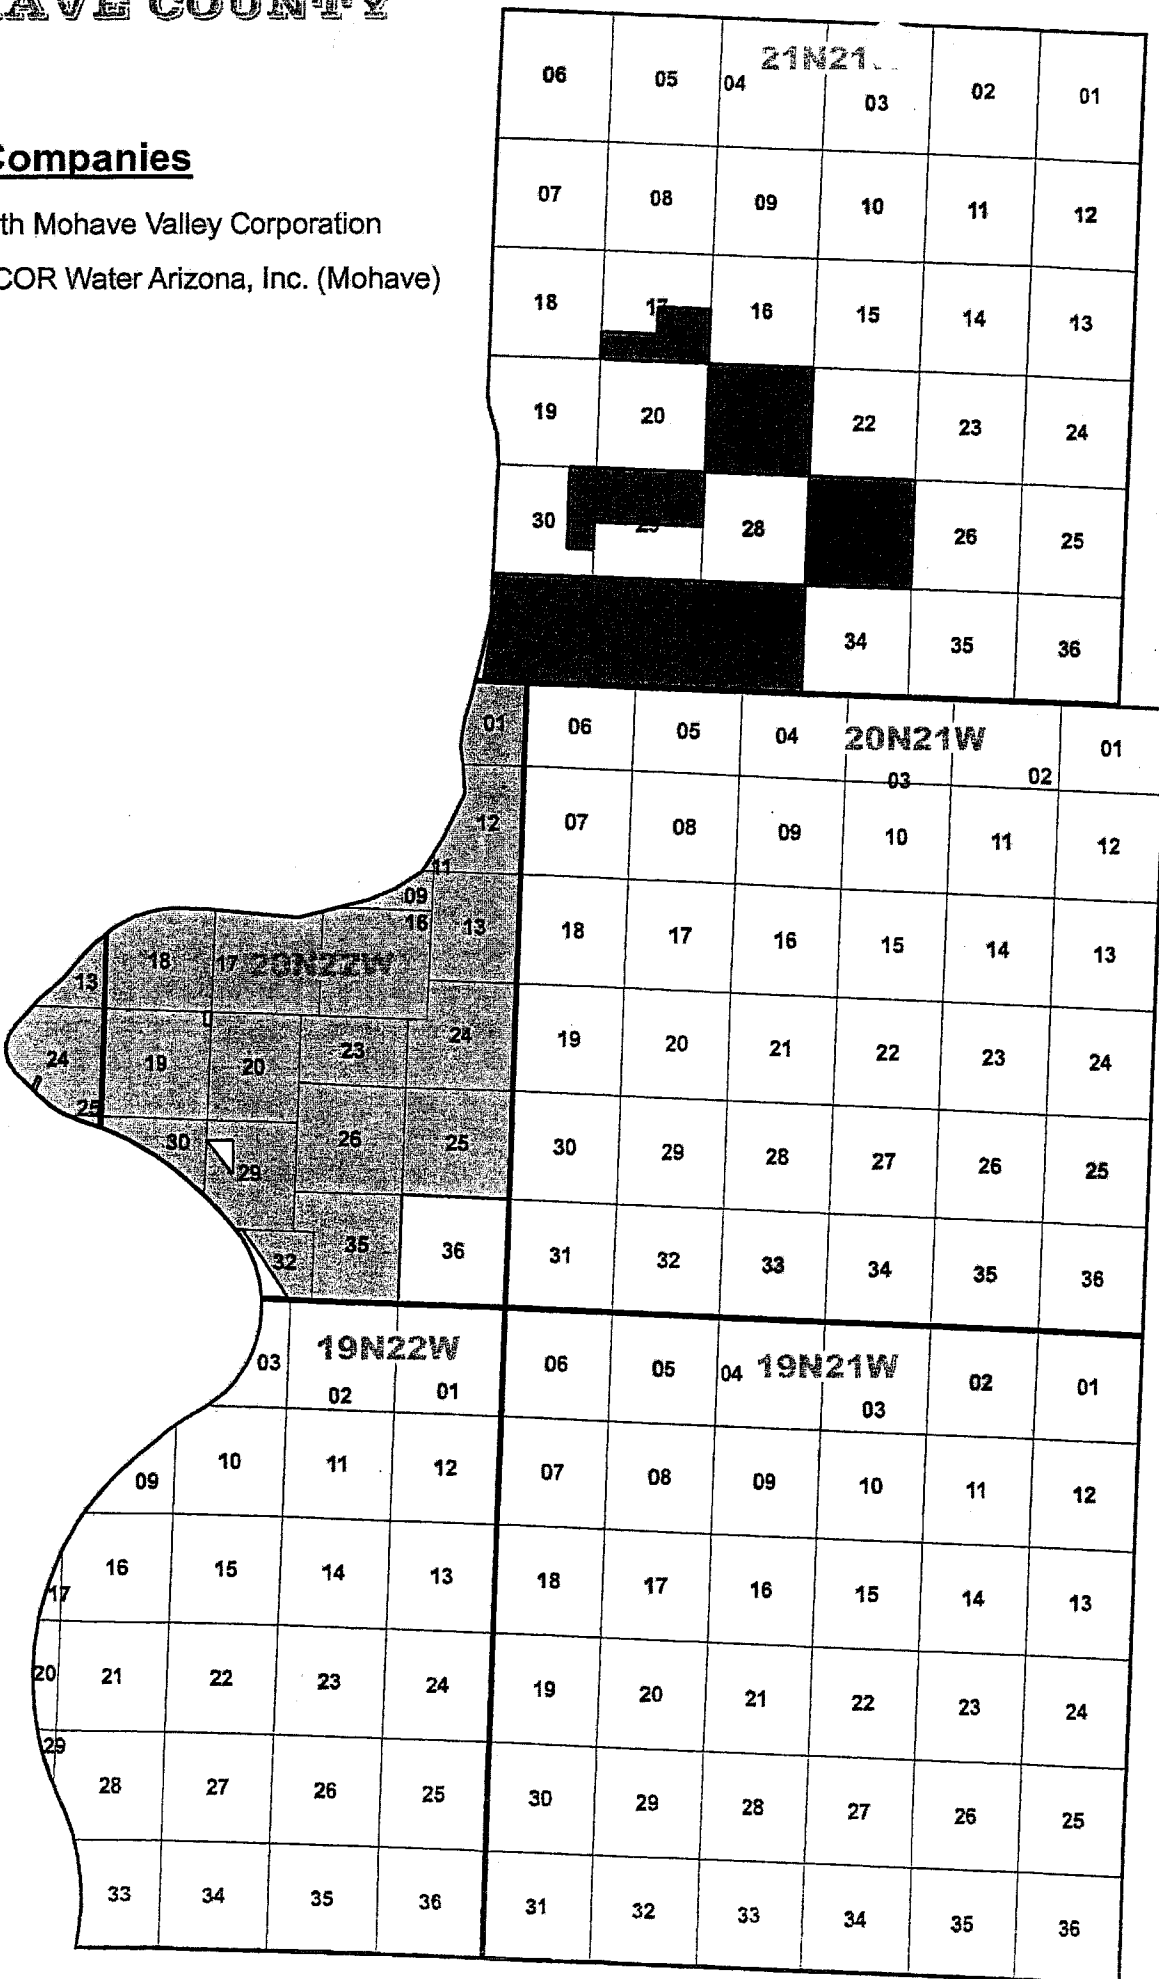 AVE COUNTY
Companies
th Mohave Valley Corporation
COR Water Arizona, Inc. (Mohave)
21N21
06 05 04 03 02 01
07 08 09 10 11 12
18 17 16 15 14 13
19 20 22 23 24
30 29 28 26 25
34 35 36
20N21W
01 06 05 04 03 02 01
12 07 08 09 10 11 12
11
09
16 13 18 17 16 15 14 13
18 17 20N22W
13
24 19 20 23 24 19 20 21 22 23 24
25 30 29 26 25 30 29 28 27 26 25
32 35 36 31 32 33 34 35 36
19N22W 19N21W
03 02 01 06 05 04 03 02 01
09 10 11 12 07 08 09 10 11 12
17 16 15 14 13 18 17 16 15 14 13
20 21 22 23 24 19 20 21 22 23 24
29 28 27 26 25 30 29 28 27 26 25
33 34 35 36 31 32 33 34 35 36